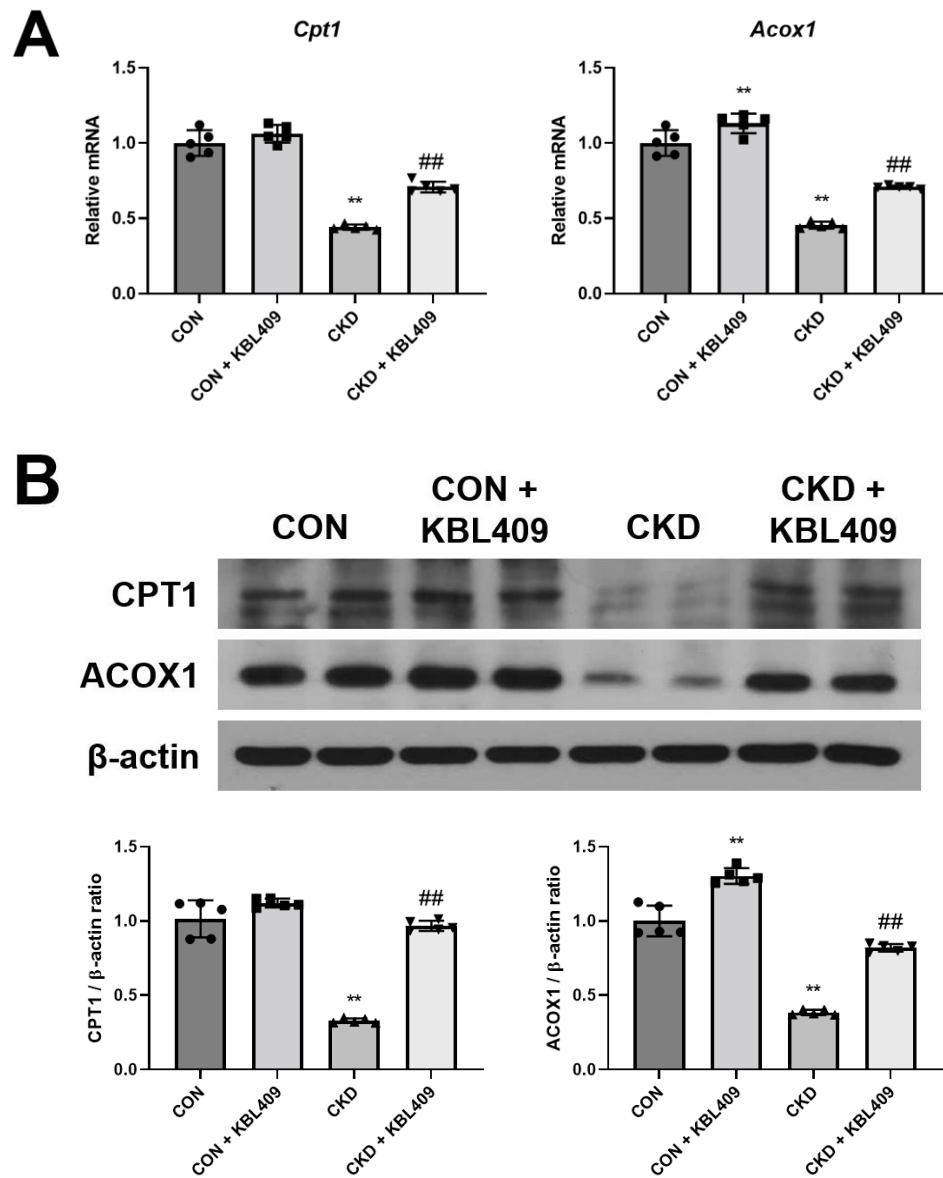 A
Cpt1
Acox1
Relative mRNA
1.5
1.0
0.5
0.0
**
##
CON
CON + KBL409
CKD
CKD + KBL409
Relative mRNA
1.5
1.0
0.5
0.0
**
**
##
CON
CON + KBL409
CKD
CKD + KBL409
B
CON
CON +
KBL409
CKD
CKD +
KBL409
CPT1
ACOX1
β-actin
CPT1 / β-actin ratio
1.5
1.0
0.5
0.0
**
##
CON
CON + KBL409
CKD
CKD + KBL409
ACOX1 / β-actin ratio
1.5
1.0
0.5
0.0
**
**
##
CON
CON + KBL409
CKD
CKD + KBL409